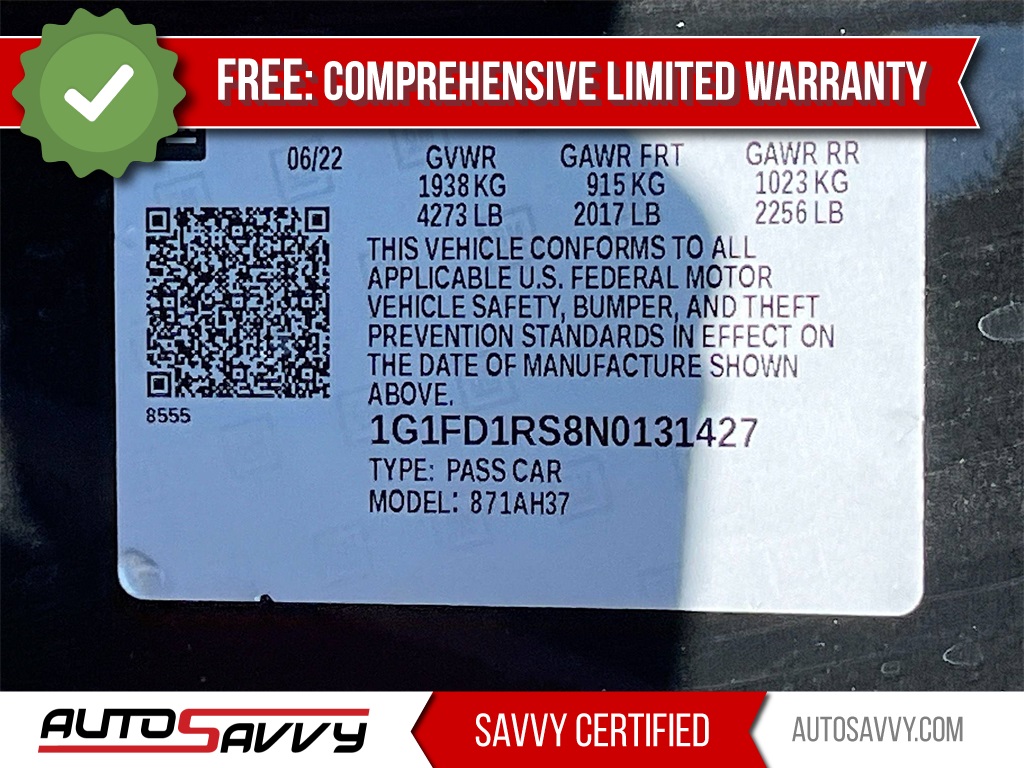 FREE: COMPREHENSIVE LIMITED WARRANTY
06/22 GVWR GAWR FRT GAWR RR
1938 KG 915 KG 1023 KG
4273 LB 2017 LB 2256 LB
THIS VEHICLE CONFORMS TO ALL
APPLICABLE U.S. FEDERAL MOTOR
VEHICLE SAFETY, BUMPER, AND THEFT
PREVENTION STANDARDS IN EFFECT ON
THE DATE OF MANUFACTURE SHOWN
ABOVE.
8555
1G1FD1RS8N0131427
TYPE: PASS CAR
MODEL: 871AH37
AUTOSAVVY
SAVVY CERTIFIED
AUTOSAVVY.COM